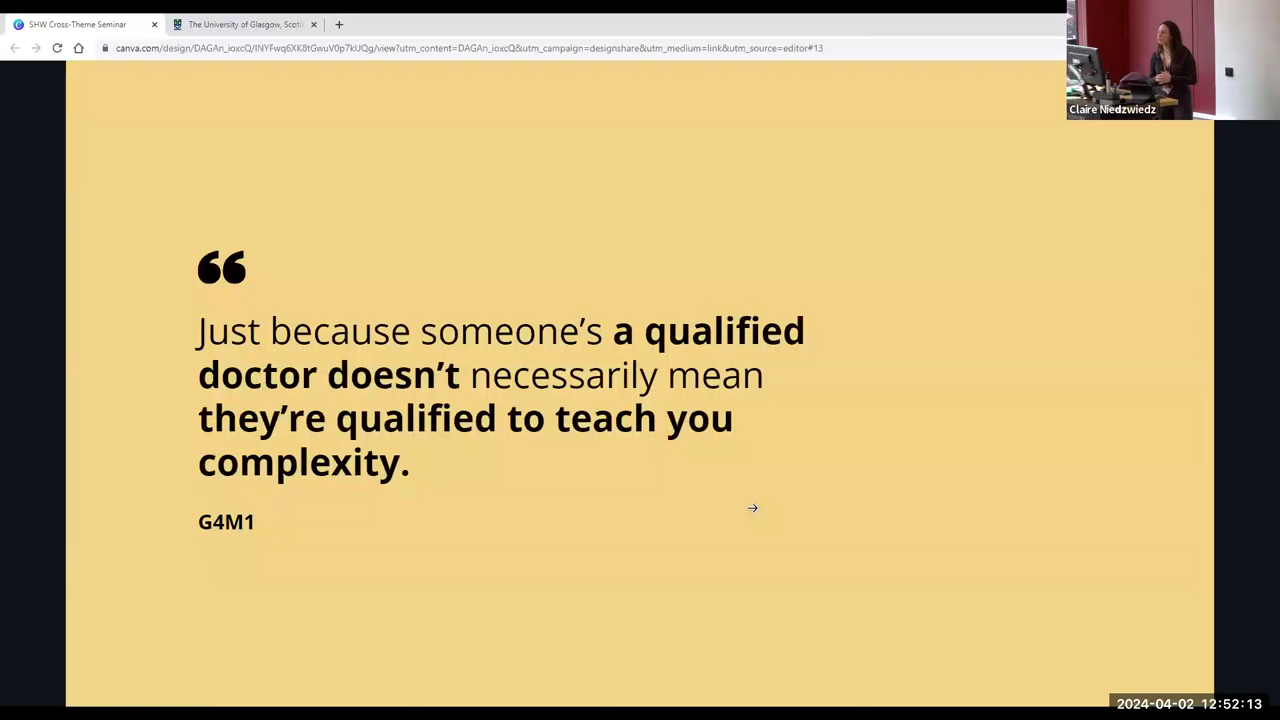 SHW Cross-Theme Seminar
The University of Glasgow, Scotl
canva.com/design/DAGAn_ioxcQ/INYFwq6XK8tGwuV0p7kUQg/view?utm_content=DAGAn_ioxcQ&utm_campaign=designshare&utm_medium=link&utm_source=editor#13
Claire Niedzwiedz
“
Just because someone’s a qualified
doctor doesn’t necessarily mean
they’re qualified to teach you
complexity.
G4M1
2024-04-02 12:52:13